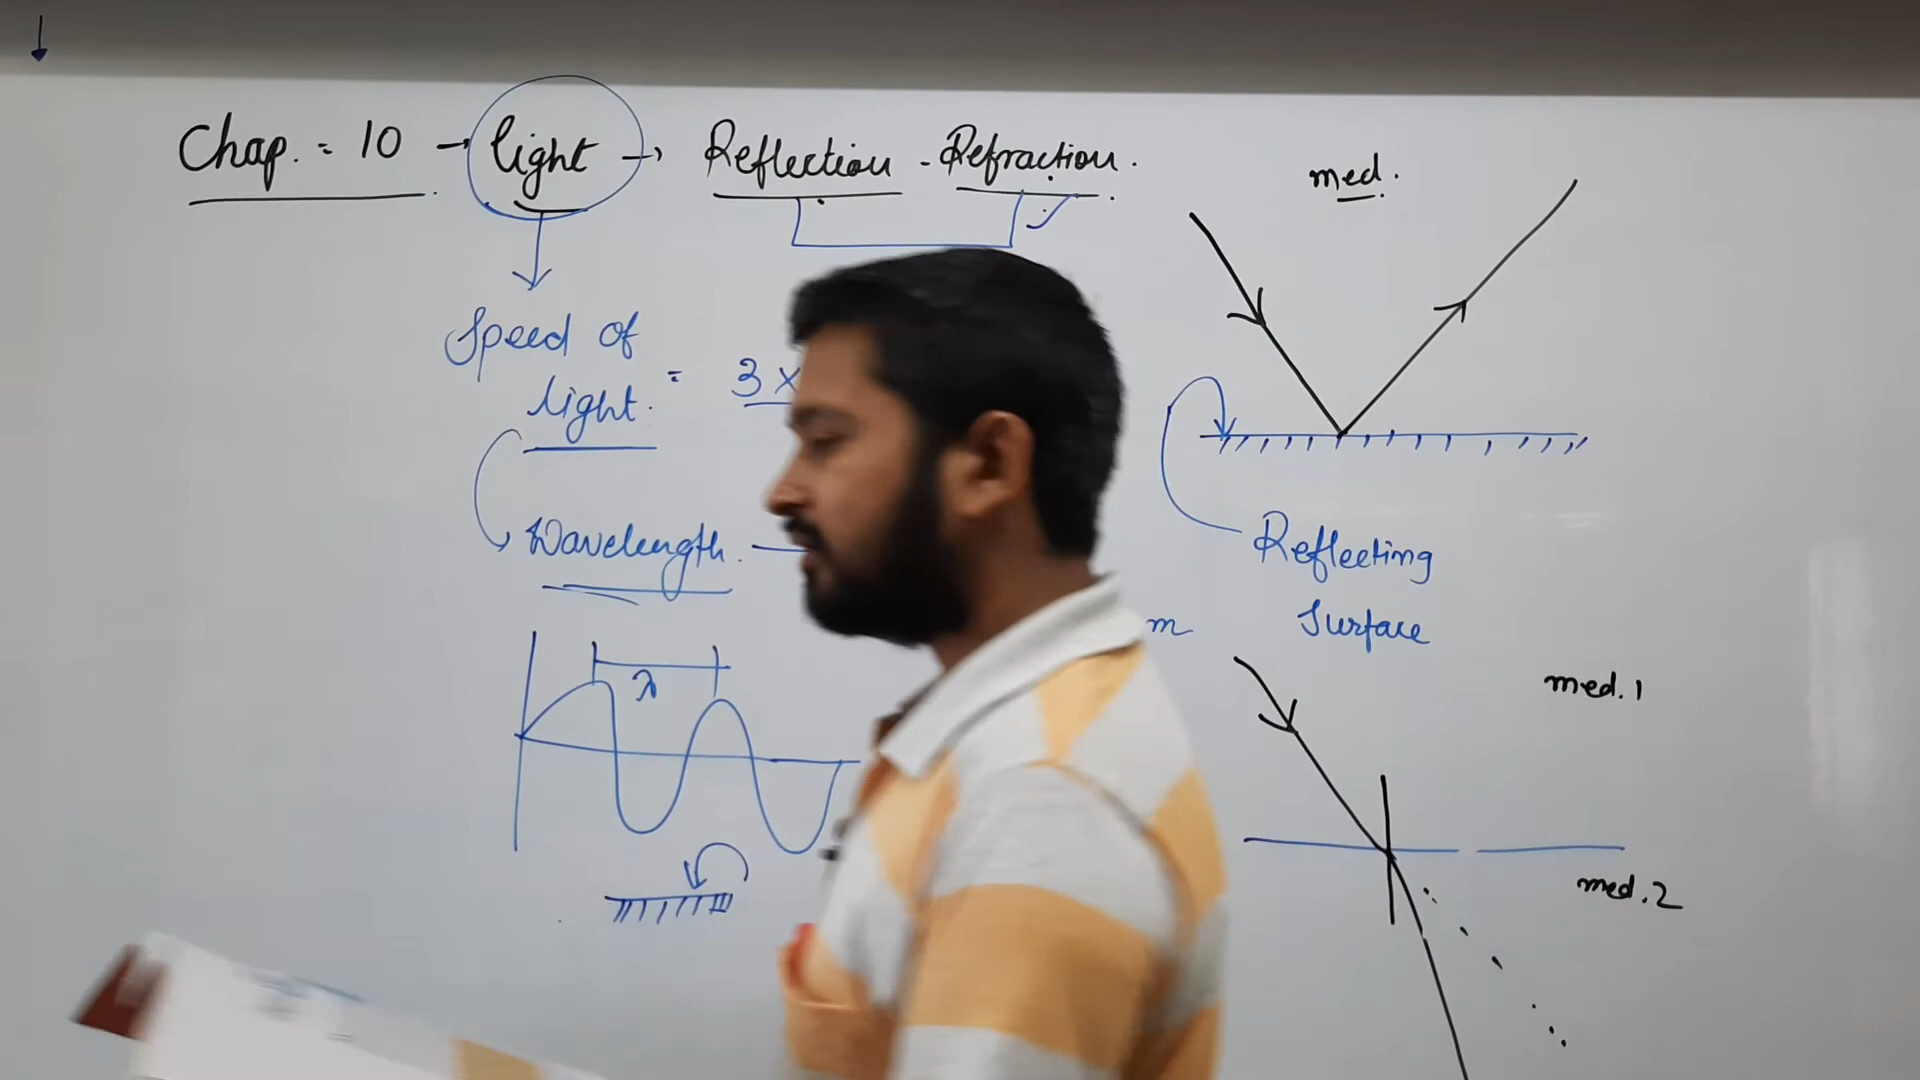 Chap. = 10 → light → Reflection - Refraction.
Speed of
light. = 3 ×
Wavelength.
λ
med.
Reflecting
Surface
m
med. 1
med. 2